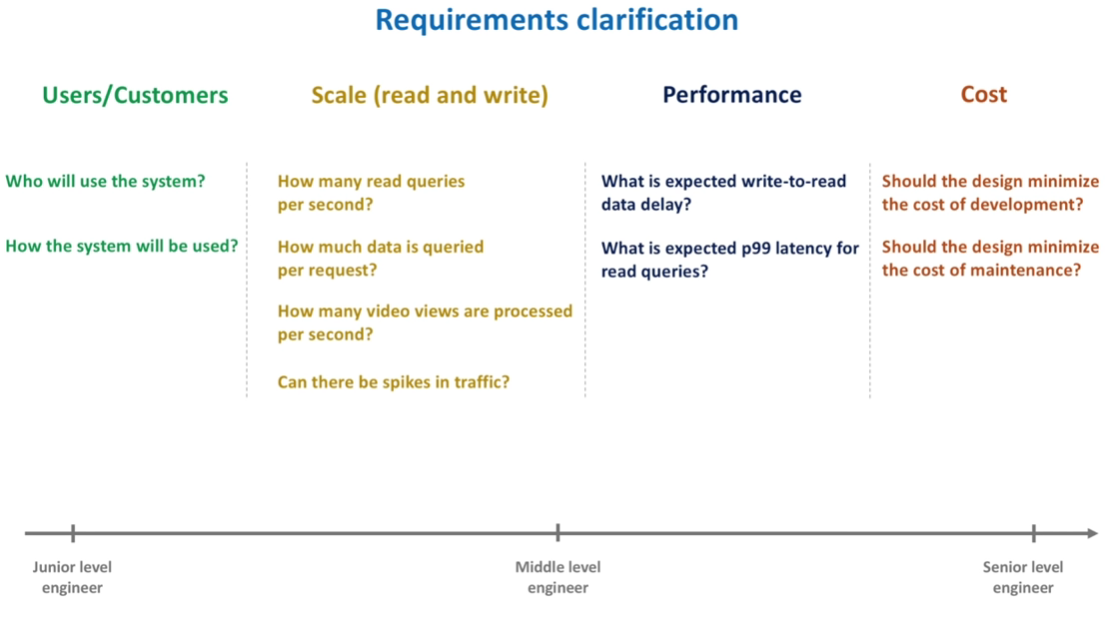 Requirements clarification
Users/Customers
Who will use the system?
How the system will be used?
Scale (read and write)
How many read queries
per second?
How much data is queried
per request?
How many video views are processed
per second?
Can there be spikes in traffic?
Performance
What is expected write-to-read
data delay?
What is expected p99 latency for
read queries?
Cost
Should the design minimize
the cost of development?
Should the design minimize
the cost of maintenance?
Junior level
engineer
Middle level
engineer
Senior level
engineer